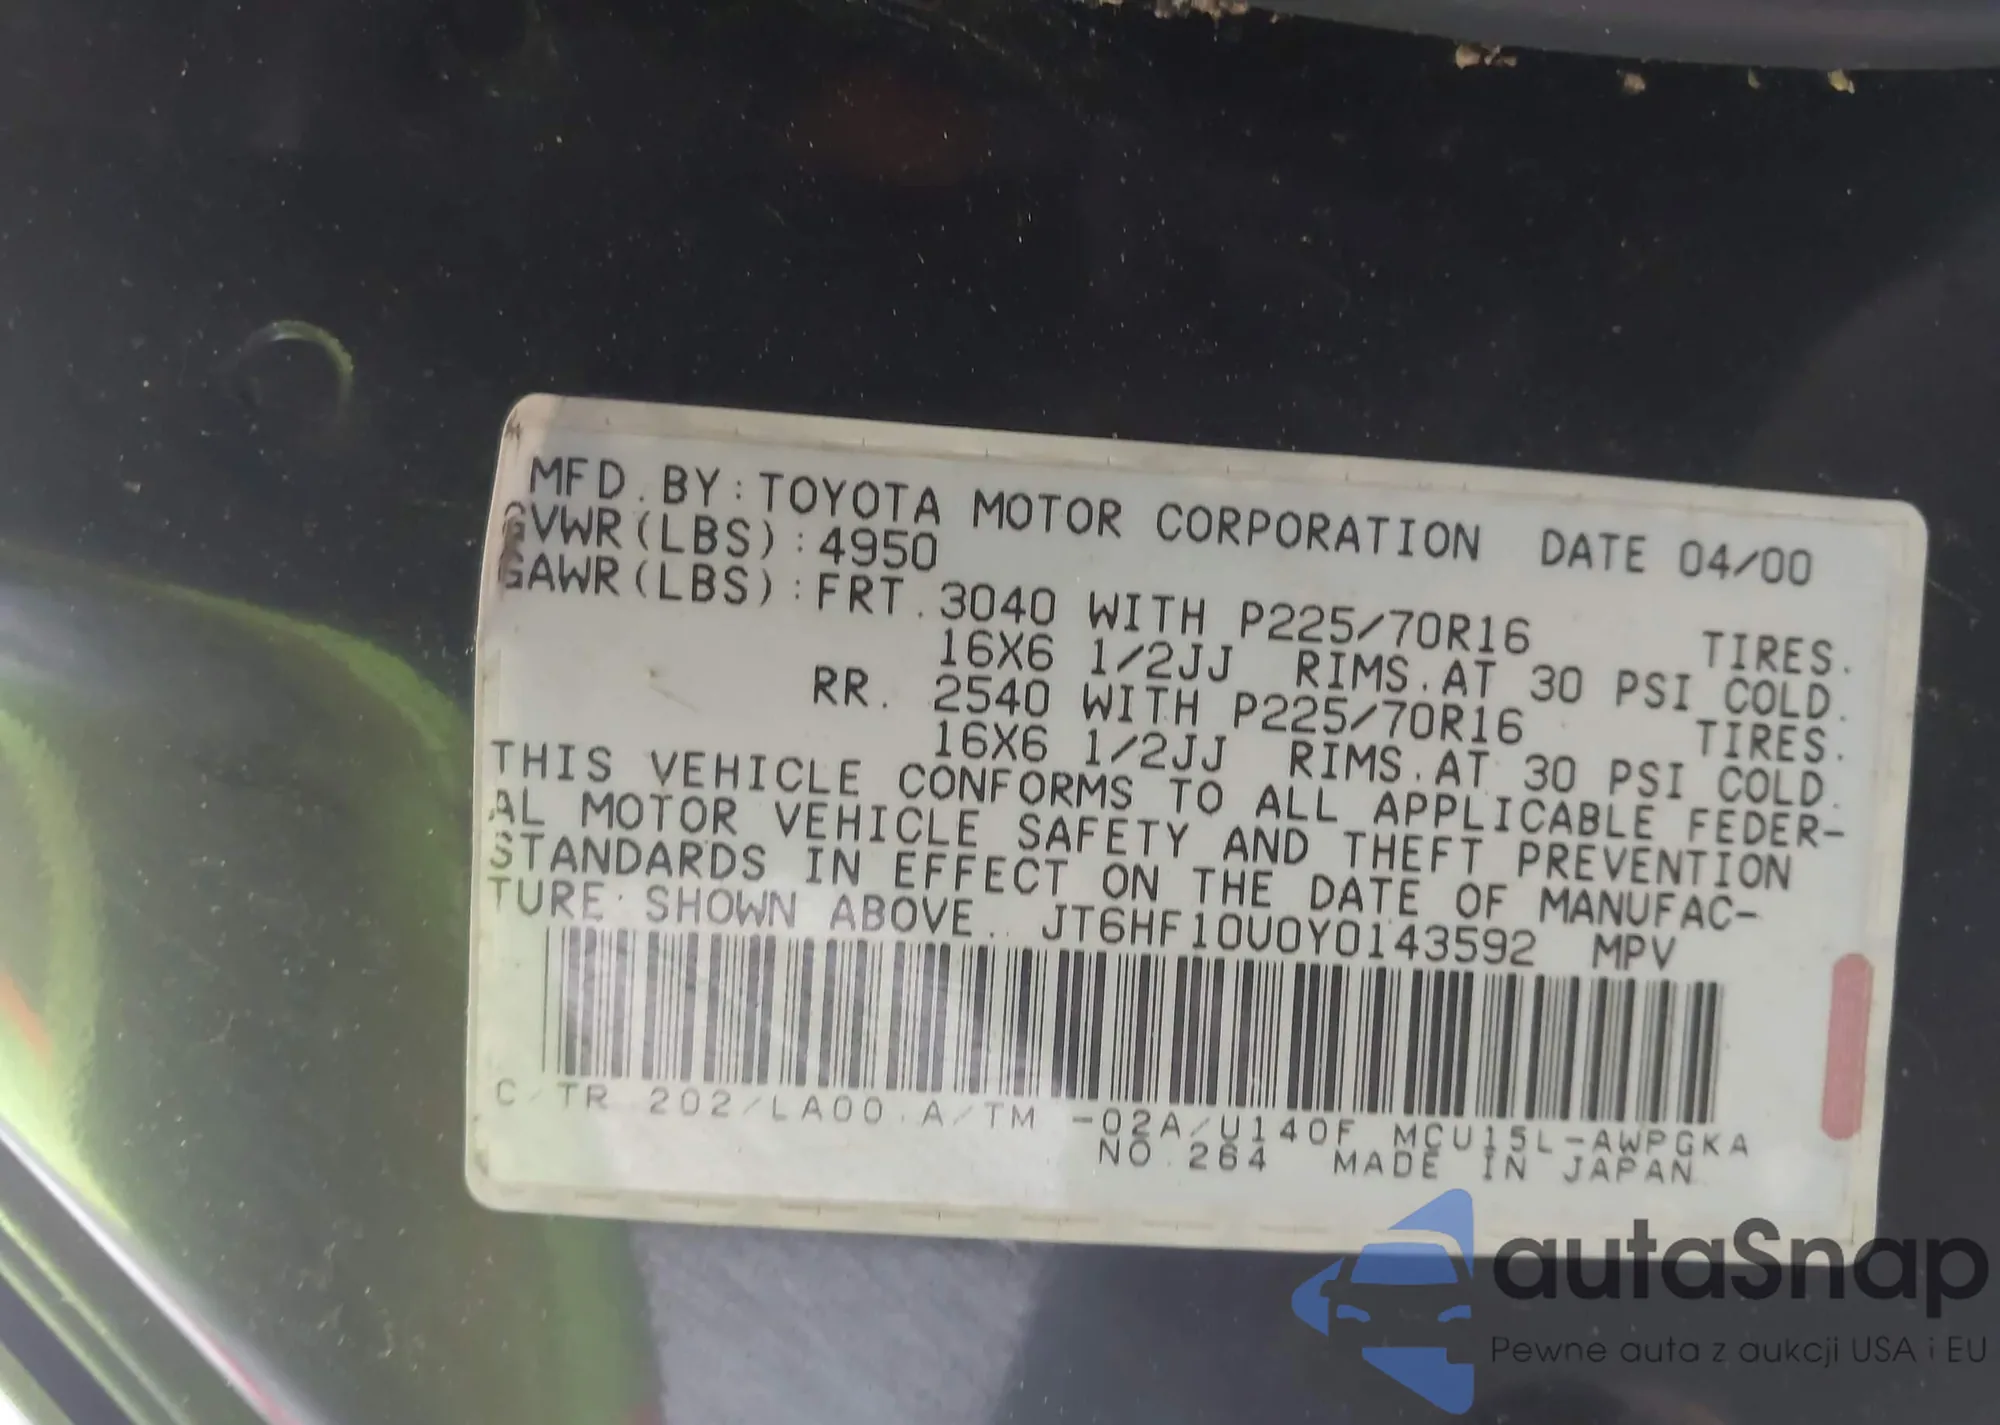 MFD. BY: TOYOTA MOTOR CORPORATION DATE 04/00
GVWR(LBS):4950
GAWR(LBS):FRT. 3040 WITH P225/70R16 TIRES.
16X6 1/2JJ RIMS.AT 30 PSI COLD.
RR. 2540 WITH P225/70R16 TIRES.
16X6 1/2JJ RIMS.AT 30 PSI COLD.
THIS VEHICLE CONFORMS TO ALL APPLICABLE FEDER-
AL MOTOR VEHICLE SAFETY AND THEFT PREVENTION
STANDARDS IN EFFECT ON THE DATE OF MANUFAC-
TURE SHOWN ABOVE. JT6HF10U0Y0143592 MPV
C/TR 202/LA00 A/TM -02A/U140F MCU15L-AWPGKA
NO.264 MADE IN JAPAN
autaSnap
Pewne auta z aukcji USA i EU